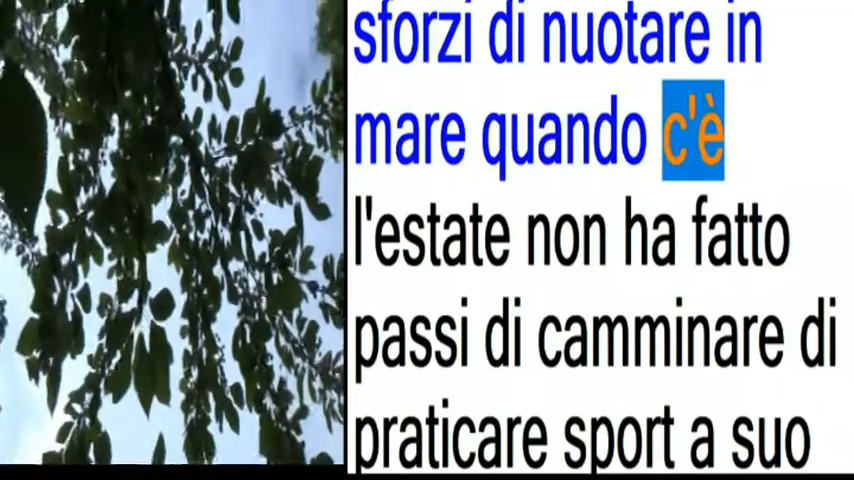 sforzi di nuotare in
mare quando c'è
l'estate non ha fatto
passi di camminare di
praticare sport a suo